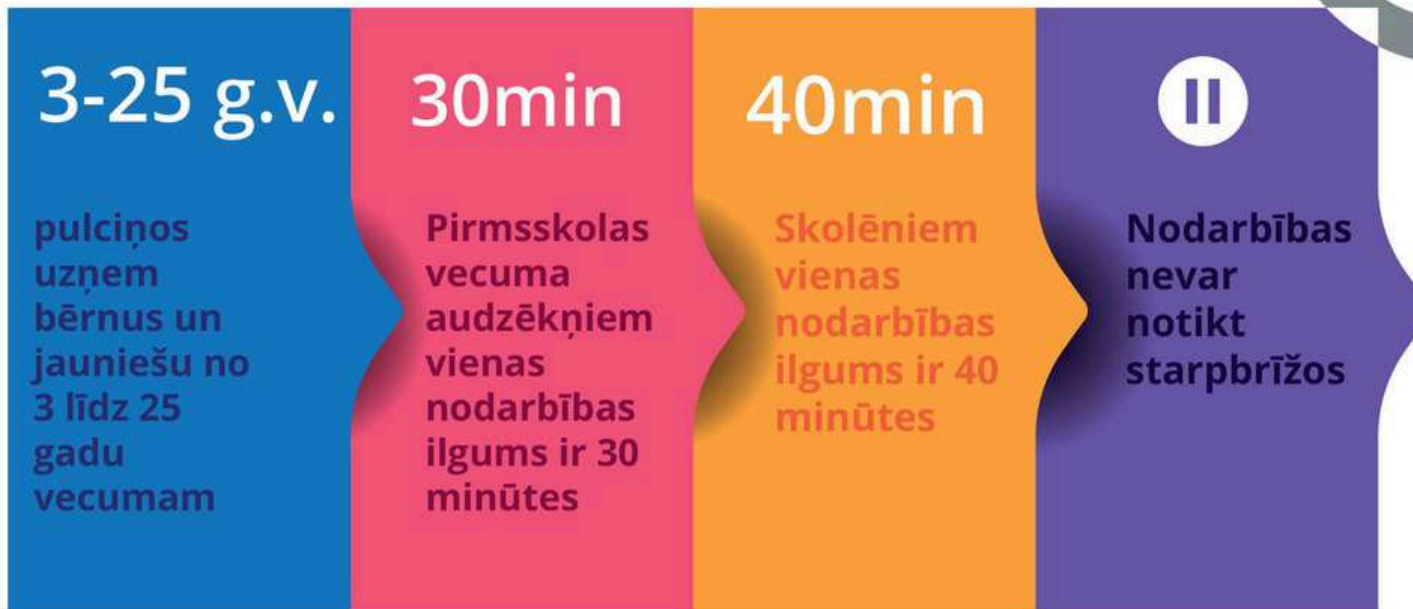 3-25 g.v.
pulciņos
uzņem
bērnus un
jauniešu no
3 līdz 25
gadu
vecumam
30min
Pirmsskolas
vecuma
audzēkņiem
vienas
nodarbības
ilgums ir 30
minūtes
40min
Skolēniem
vienas
nodarbības
ilgums ir 40
minūtes
Nodarbības
nevar
notikt
starpbrīžos